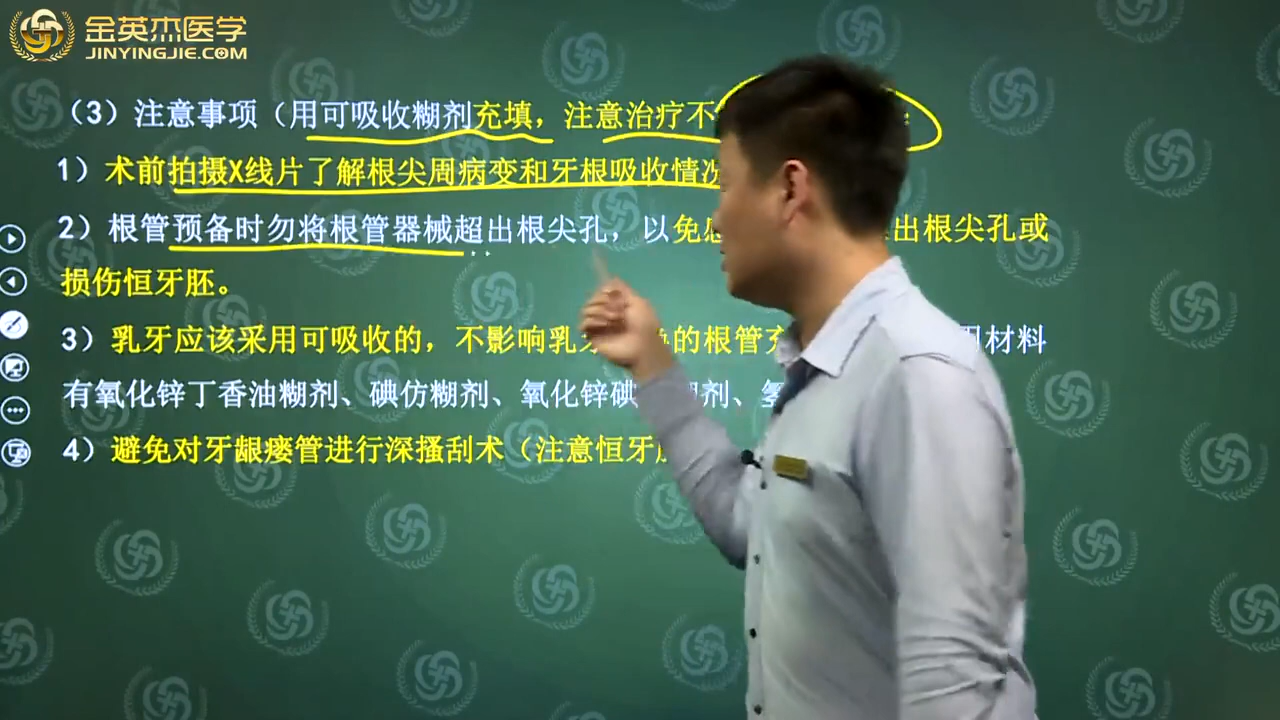 金英杰医学
JINYINGJIE.COM
（3）注意事项（用可吸收糊剂充填，注意治疗不
1）术前拍摄X线片了解根尖周病变和牙根吸收情况
2）根管预备时勿将根管器械超出根尖孔，以免 出根尖孔或
损伤恒牙胚。
3）乳牙应该采用可吸收的，不影响乳 的根管 材料
有氧化锌丁香油糊剂、碘仿糊剂、氧化锌碘 糊剂、
4）避免对牙龈瘘管进行深搔刮术（注意恒牙